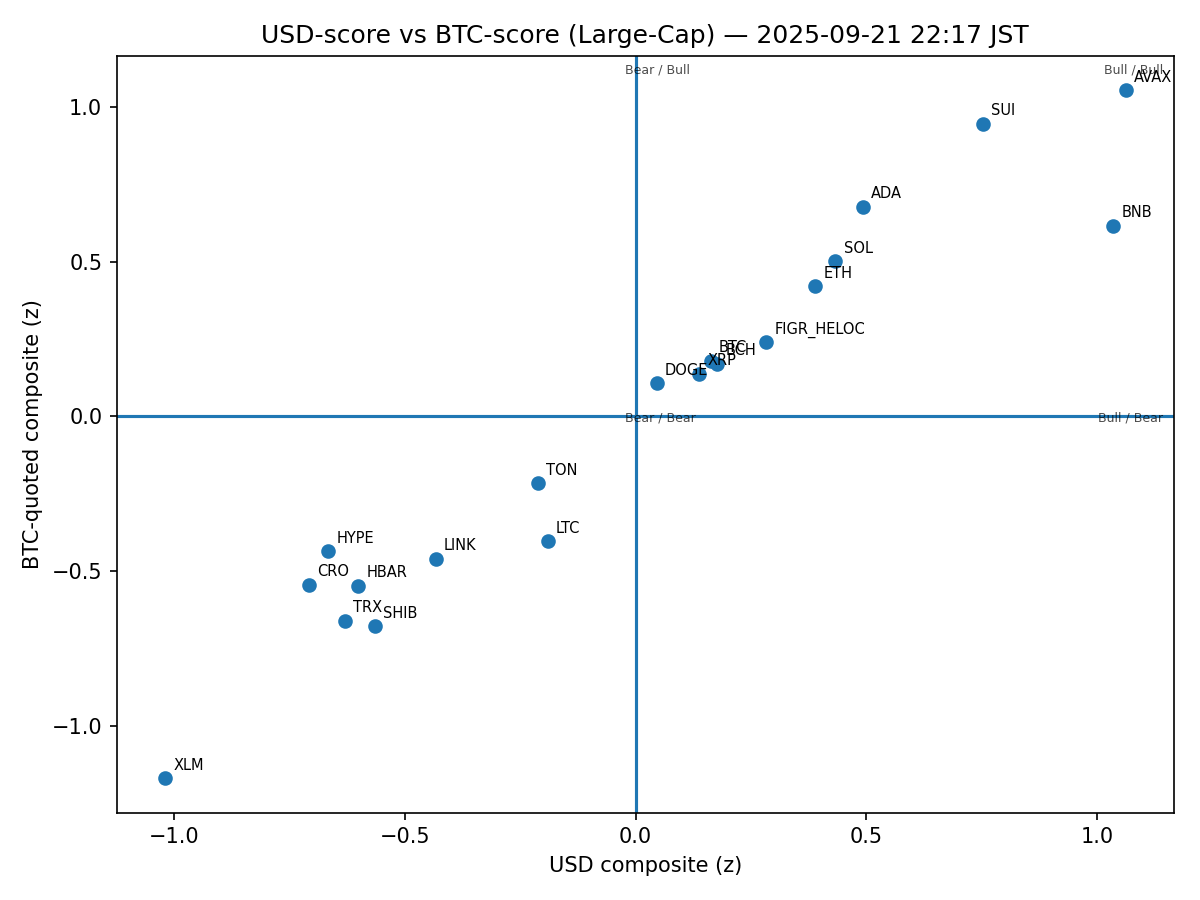 USD-score vs BTC-score (Large-Cap) — 2025-09-21 22:17 JST
Bear / Bull
Bull / Bull
AVAX
SUI
ADA
BNB
SOL
ETH
FIGR_HELOC
BTC
BCH
XRP
DOGE
Bear / Bear
Bull / Bear
TON
LTC
HYPE
LINK
CRO
HBAR
TRX
SHIB
XLM
1.0
0.5
0.0
−0.5
−1.0
BTC-quoted composite (z)
−1.0
−0.5
0.0
0.5
1.0
USD composite (z)